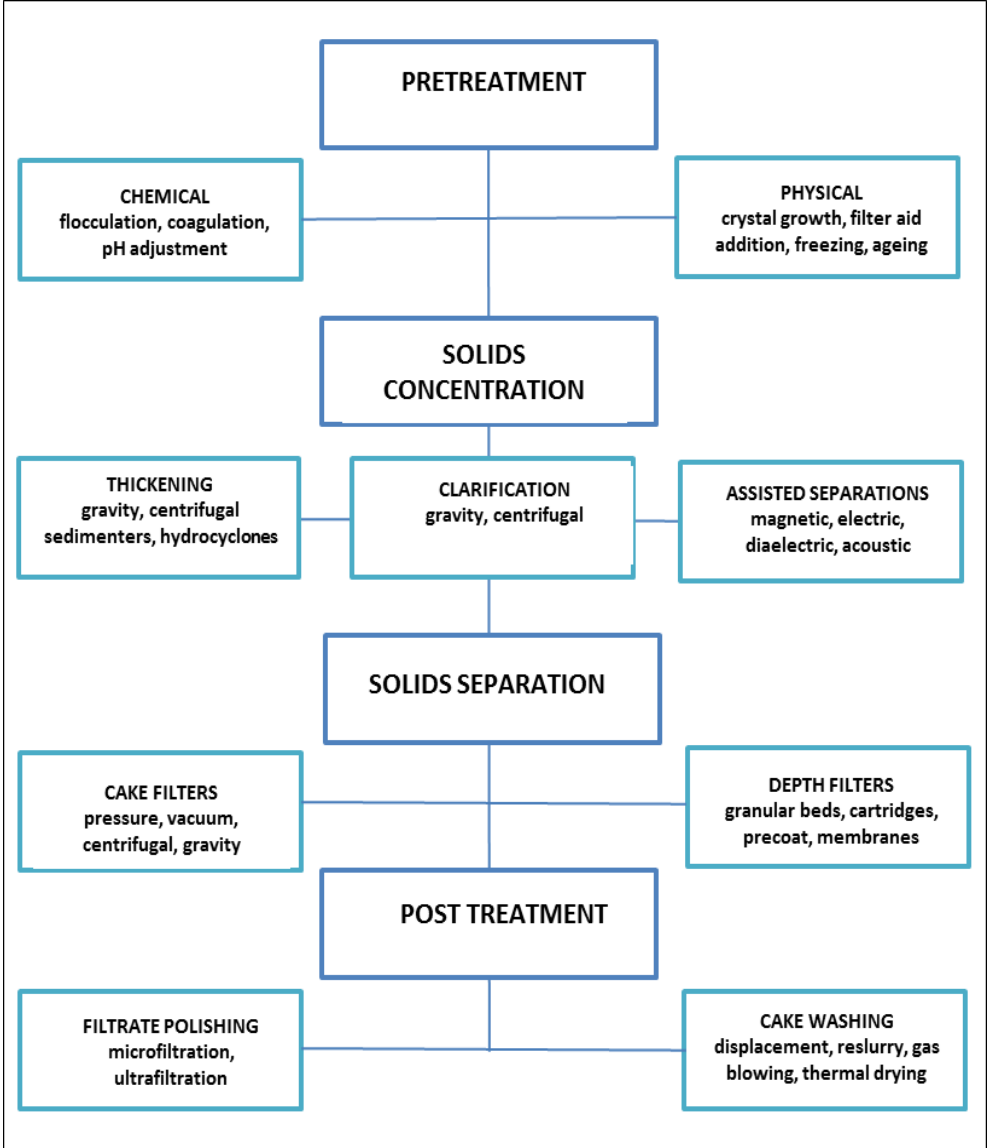 PRETREATMENT
CHEMICAL
flocculation, coagulation,
pH adjustment
PHYSICAL
crystal growth, filter aid
addition, freezing, ageing
SOLIDS
CONCENTRATION
THICKENING
gravity, centrifugal
sedimenters, hydrocyclones
CLARIFICATION
gravity, centrifugal
ASSISTED SEPARATIONS
magnetic, electric,
diaelectric, acoustic
SOLIDS SEPARATION
CAKE FILTERS
pressure, vacuum,
centrifugal, gravity
DEPTH FILTERS
granular beds, cartridges,
precoat, membranes
POST TREATMENT
FILTRATE POLISHING
microfiltration,
ultrafiltration
CAKE WASHING
displacement, reslurry, gas
blowing, thermal drying